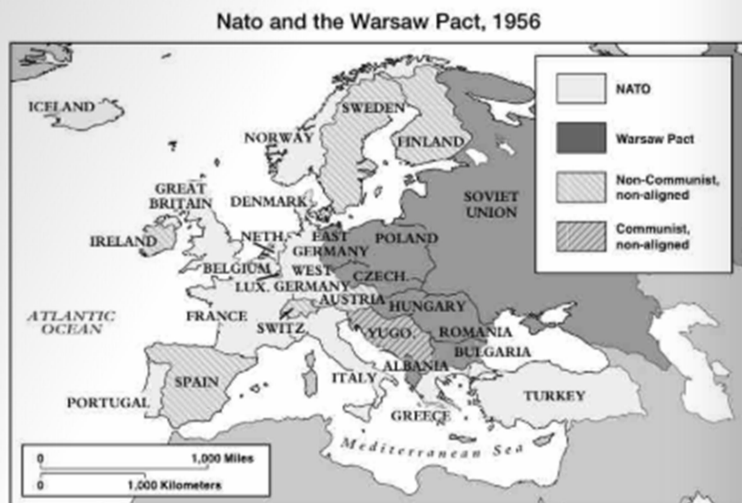 Nato and the Warsaw Pact, 1956
NATO
Warsaw Pact
Non-Communist,
non-aligned
Communist,
non-aligned
ICELAND
SWEDEN
NORWAY
FINLAND
GREAT
BRITAIN
DENMARK
SOVIET
UNION
IRELAND
NETH.
EAST
GERMANY
POLAND
BELGIUM
WEST
GERMANY
CZECH.
LUX.
AUSTRIA
HUNGARY
ATLANTIC
OCEAN
FRANCE
SWITZ.
YUGO.
ROMANIA
BULGARIA
ALBANIA
SPAIN
ITALY
TURKEY
PORTUGAL
GREECE
Mediterranean Sea
0 1,000 Miles
0 1,000 Kilometers